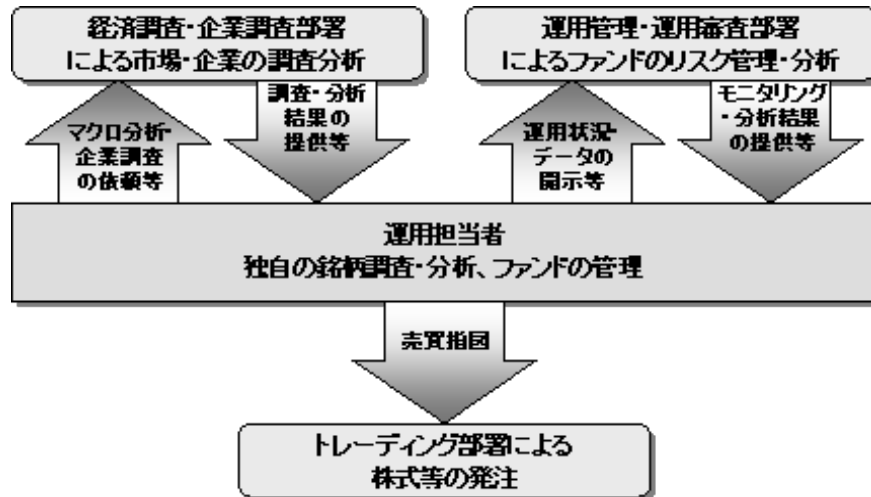 経済調査・企業調査部署
による市場・企業の調査分析
運用管理・運用審査部署
によるファンドのリスク管理・分析
マクロ分析・
企業調査
の依頼等
調査・分析
結果の
提供等
運用状況・
データの
開示等
モニタリング
・分析結果
の提供等
運用担当者
独自の銘柄調査・分析、ファンドの管理
売買指図
トレーディング部署による
株式等の発注